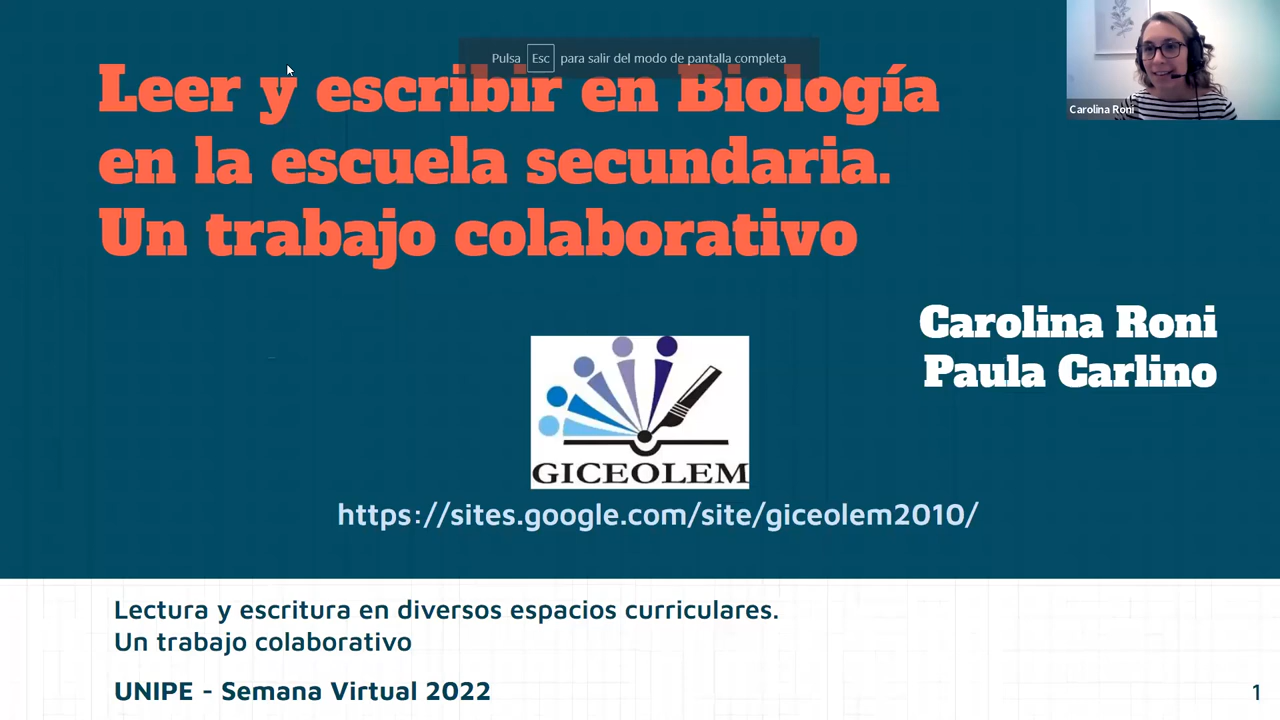 Pulsa Esc para salir del modo de pantalla completa
Leer y escribir en Biología
en la escuela secundaria.
Un trabajo colaborativo
Carolina Roni
Carolina Roni
Paula Carlino
GICEOLEM
https://sites.google.com/site/giceolem2010/
Lectura y escritura en diversos espacios curriculares.
Un trabajo colaborativo
UNIPE - Semana Virtual 2022
1